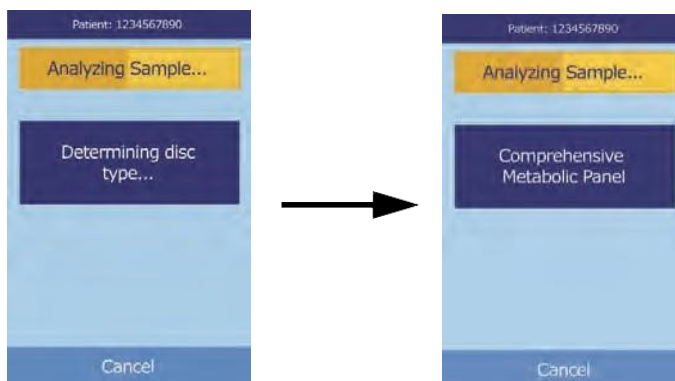 Patient: 1234567890
Analyzing Sample...
Determining disc
type...
Cancel
Patient: 1234567890
Analyzing Sample...
Comprehensive
Metabolic Panel
Cancel